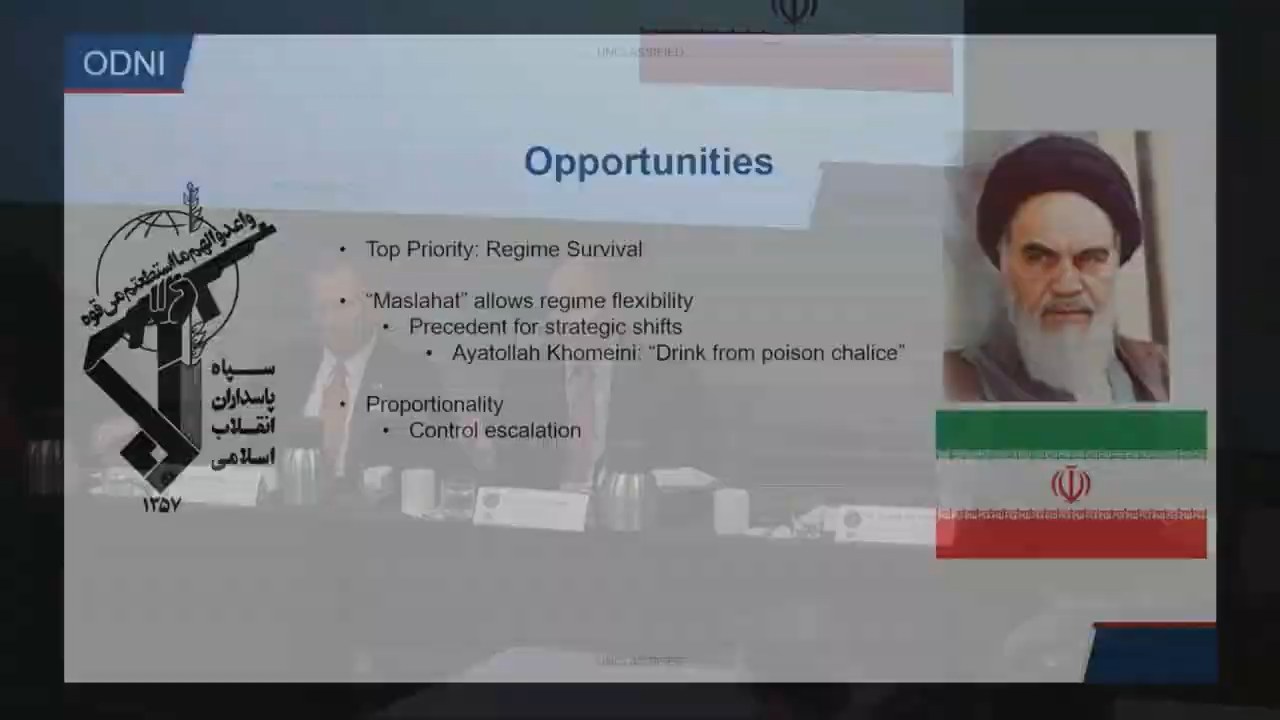 ODNI
UNCLASSIFIED
Opportunities
• Top Priority: Regime Survival
• “Maslahat” allows regime flexibility
• Precedent for strategic shifts
• Ayatollah Khomeini: “Drink from poison chalice”
• Proportionality
• Control escalation
واعدوا لهم ما استطعتم من قوه
سپاه
پاسداران
انقلاب
اسلامی
۱۳۵۷
UNCLASSIFIED